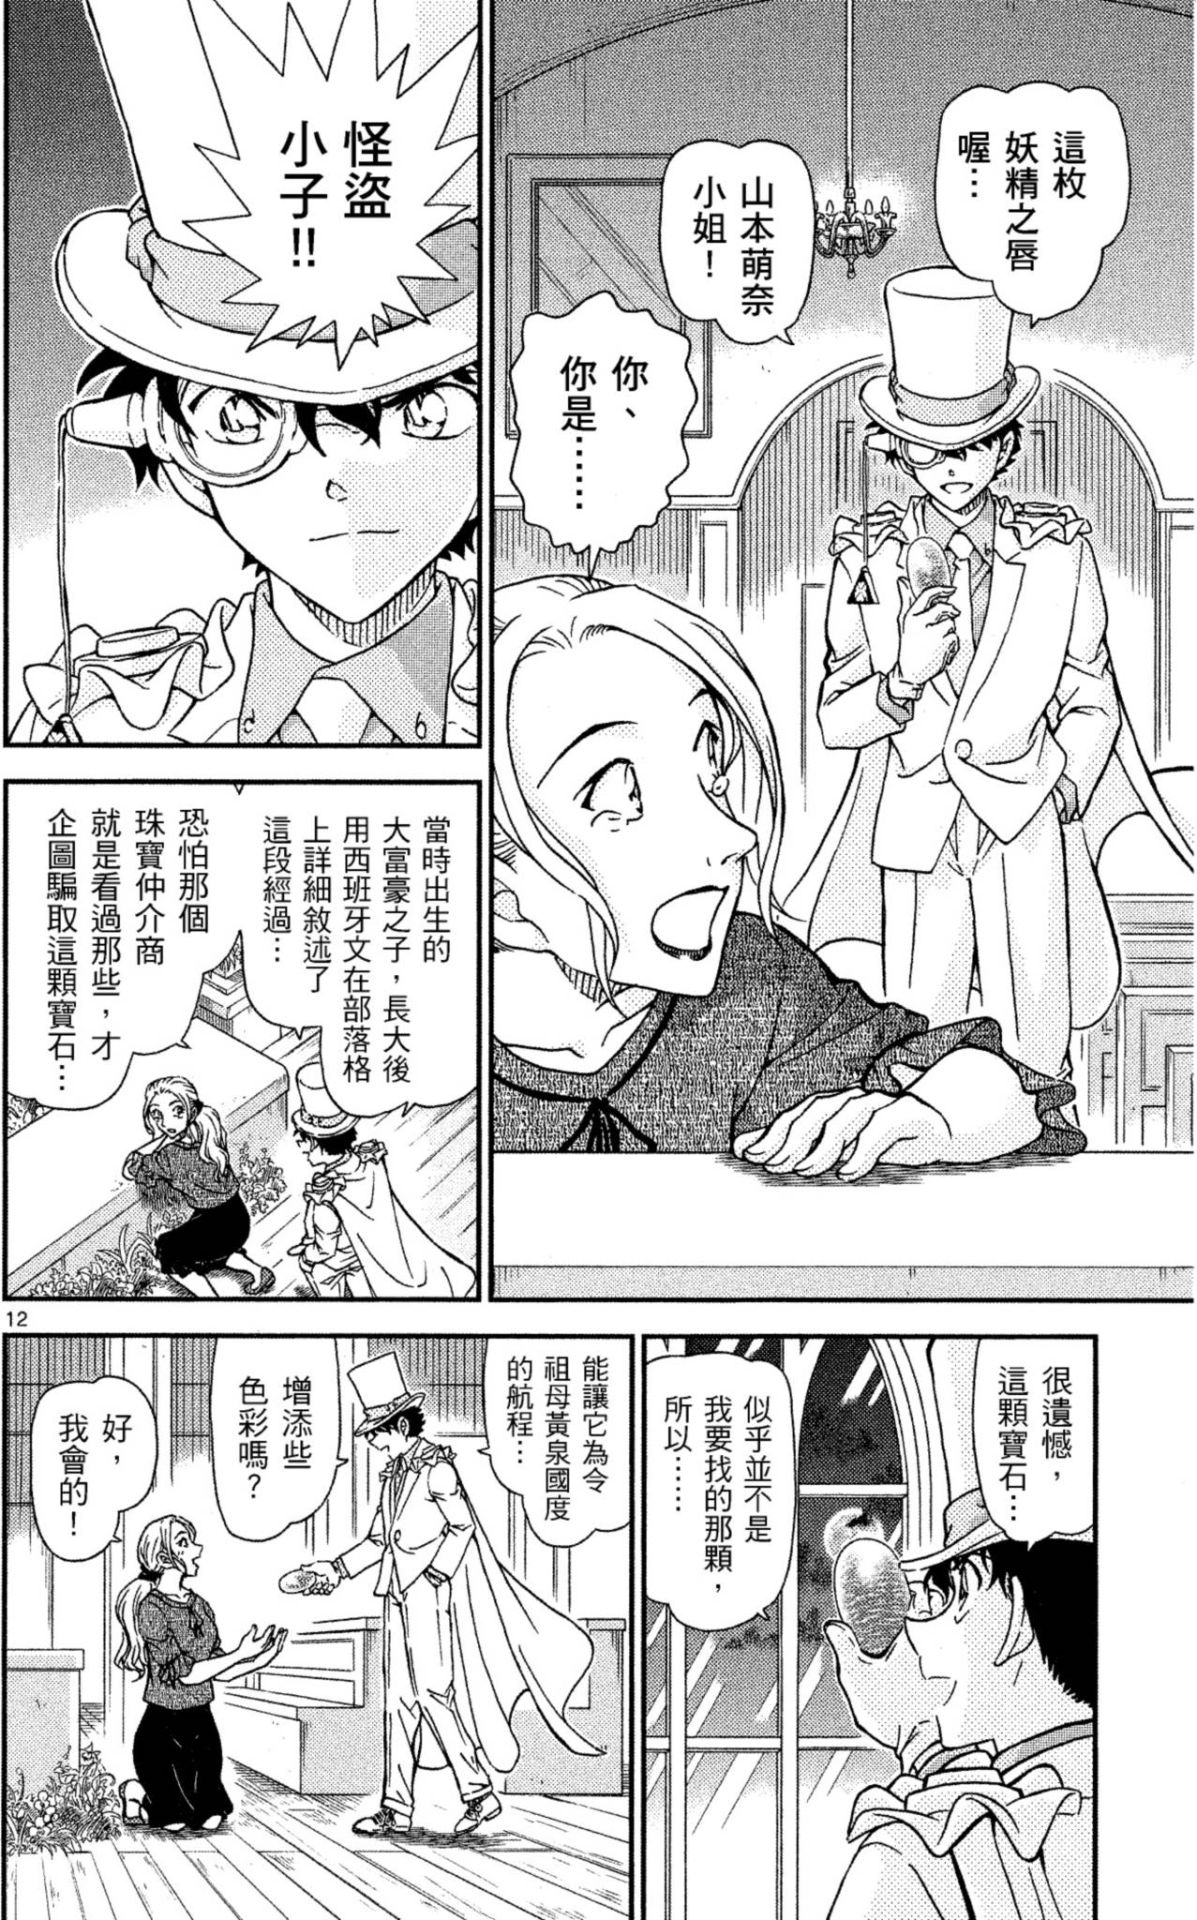 這枚
妖精之唇
喔…
山本萌奈
小姐！
你、
你是……
怪盜
小子!!
當時出生的
大富豪之子，長大後
用西班牙文在部落格
上詳細敘述了
這段經過…
恐怕那個
珠寶仲介商
就是看過那些，才
企圖騙取這顆寶石…
12
很遺憾，
這顆寶石…
似乎並不是
我要找的那顆，
所以……
能讓它為令
祖母黃泉國度
的航程…
增添些
色彩嗎？
好，
我會的！